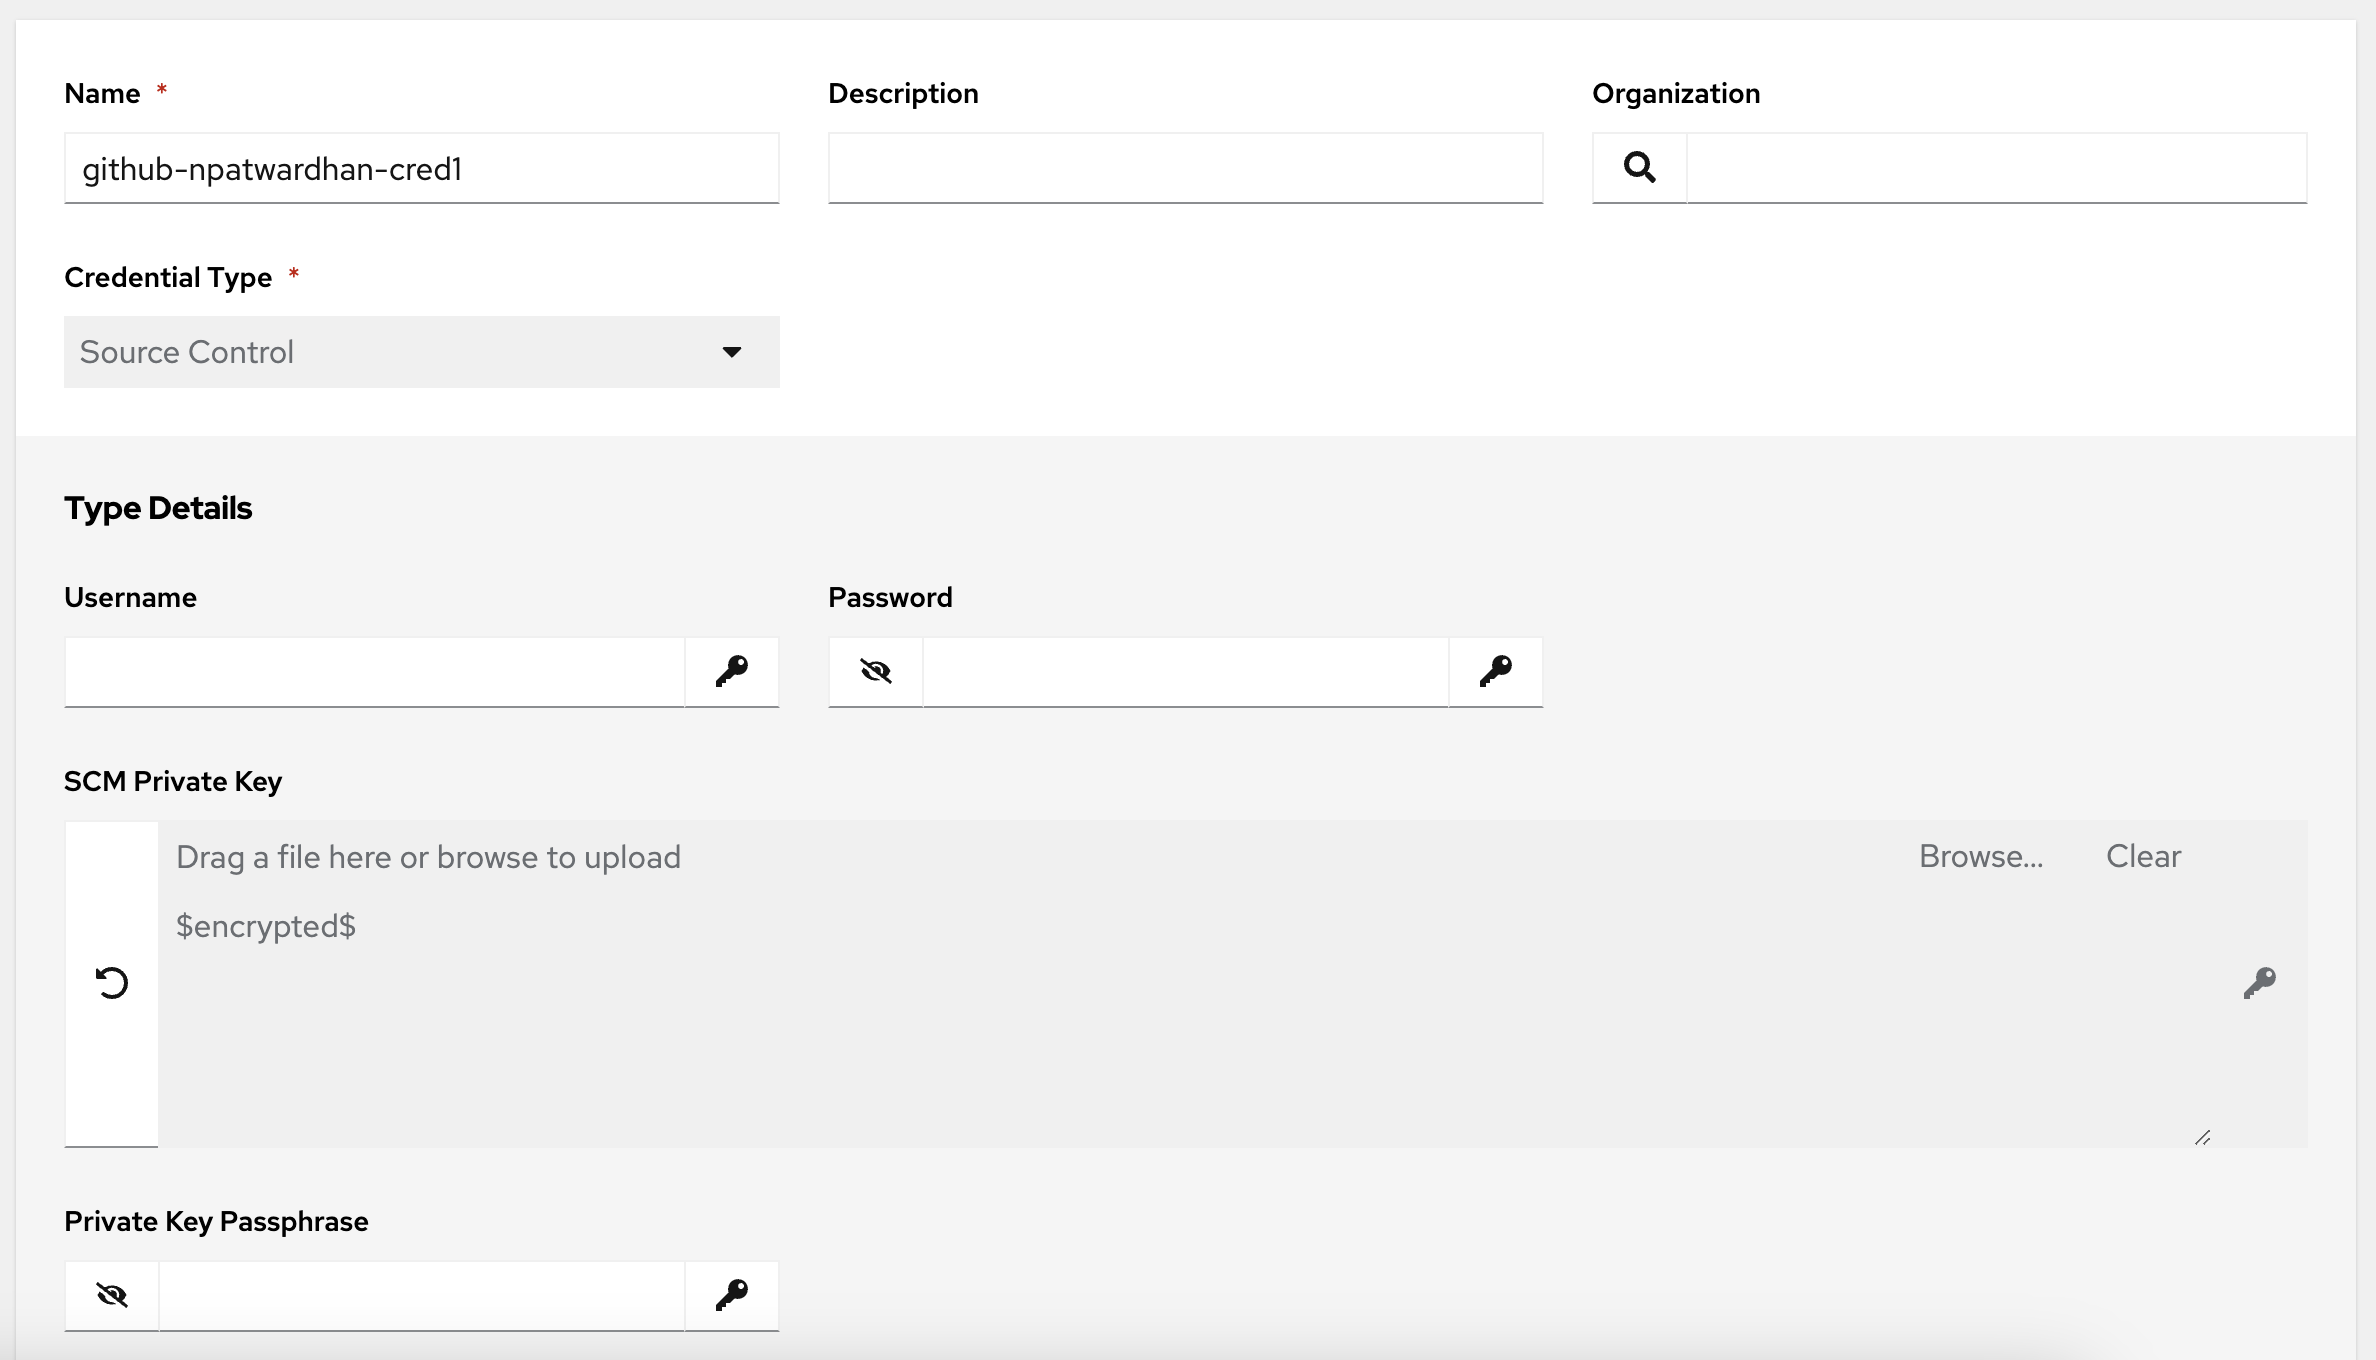 Name *
Description
Organization
github-npatwardhan-cred1
Credential Type *
Source Control
Type Details
Username
Password
SCM Private Key
Drag a file here or browse to upload
Browse...
Clear
$encrypted$
Private Key Passphrase